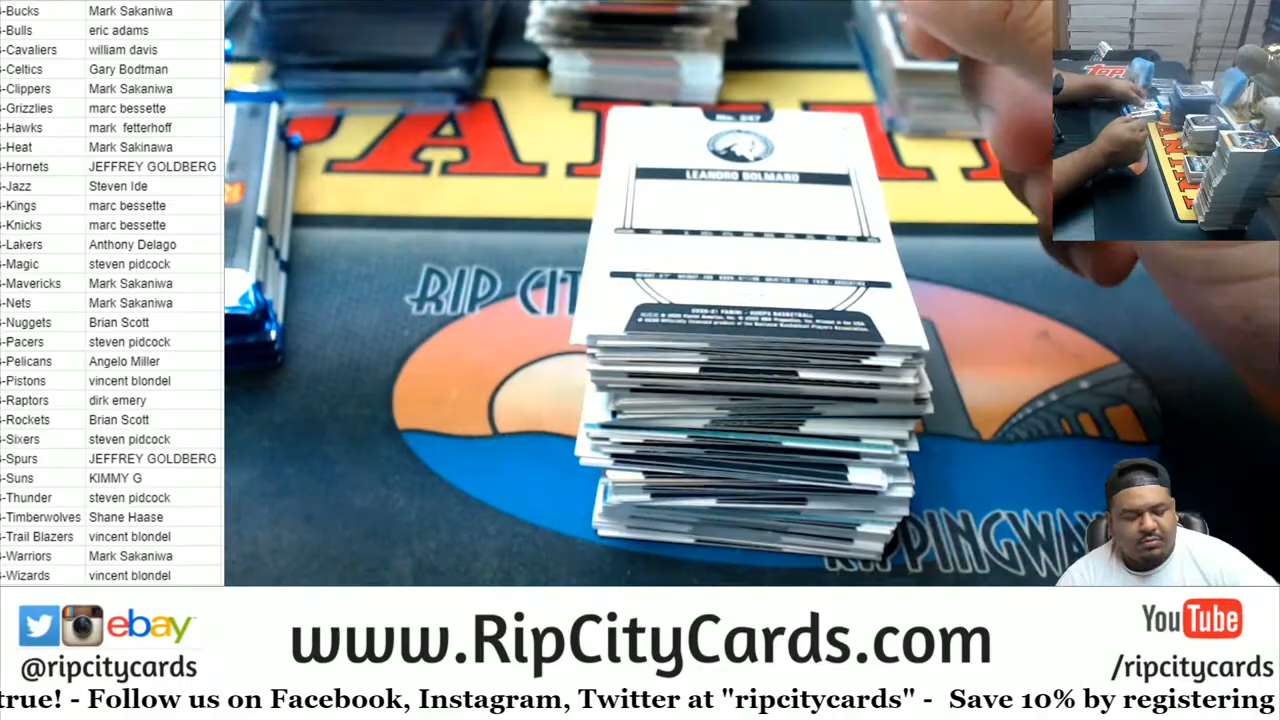 -Bucks Mark Sakaniwa
-Bulls eric adams
-Cavaliers william davis
-Celtics Gary Bodtman
-Clippers Mark Sakaniwa
-Grizzlies marc bessette
-Hawks mark fetterhoff
-Heat Mark Sakinawa
-Hornets JEFFREY GOLDBERG
-Jazz Steven Ide
-Kings marc bessette
-Knicks marc bessette
-Lakers Anthony Delago
-Magic steven pidcock
-Mavericks Mark Sakaniwa
-Nets Mark Sakaniwa
-Nuggets Brian Scott
-Pacers steven pidcock
-Pelicans Angelo Miller
-Pistons vincent blondel
-Raptors dirk emery
-Rockets Brian Scott
-Sixers steven pidcock
-Spurs JEFFREY GOLDBERG
-Suns KIMMY G
-Thunder steven pidcock
-Timberwolves Shane Haase
-Trail Blazers vincent blondel
-Warriors Mark Sakaniwa
-Wizards vincent blondel
No. 247
LEANDRO BOLMARO
RIP CIT
RIPPINGWA
ebay
@ripcitycards
www.RipCityCards.com
YouTube
/ripcitycards
true! - Follow us on Facebook, Instagram, Twitter at "ripcitycards" - Save 10% by registering